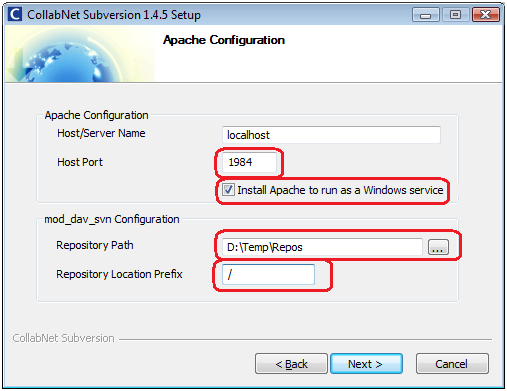 C CollabNet Subversion 1.4.5 Setup
Apache Configuration
Apache Configuration
Host/Server Name localhost
Host Port 1984
Install Apache to run as a Windows service
mod_dav_svn Configuration
Repository Path D:\Temp\Repos ...
Repository Location Prefix /
CollabNet Subversion
< Back Next > Cancel